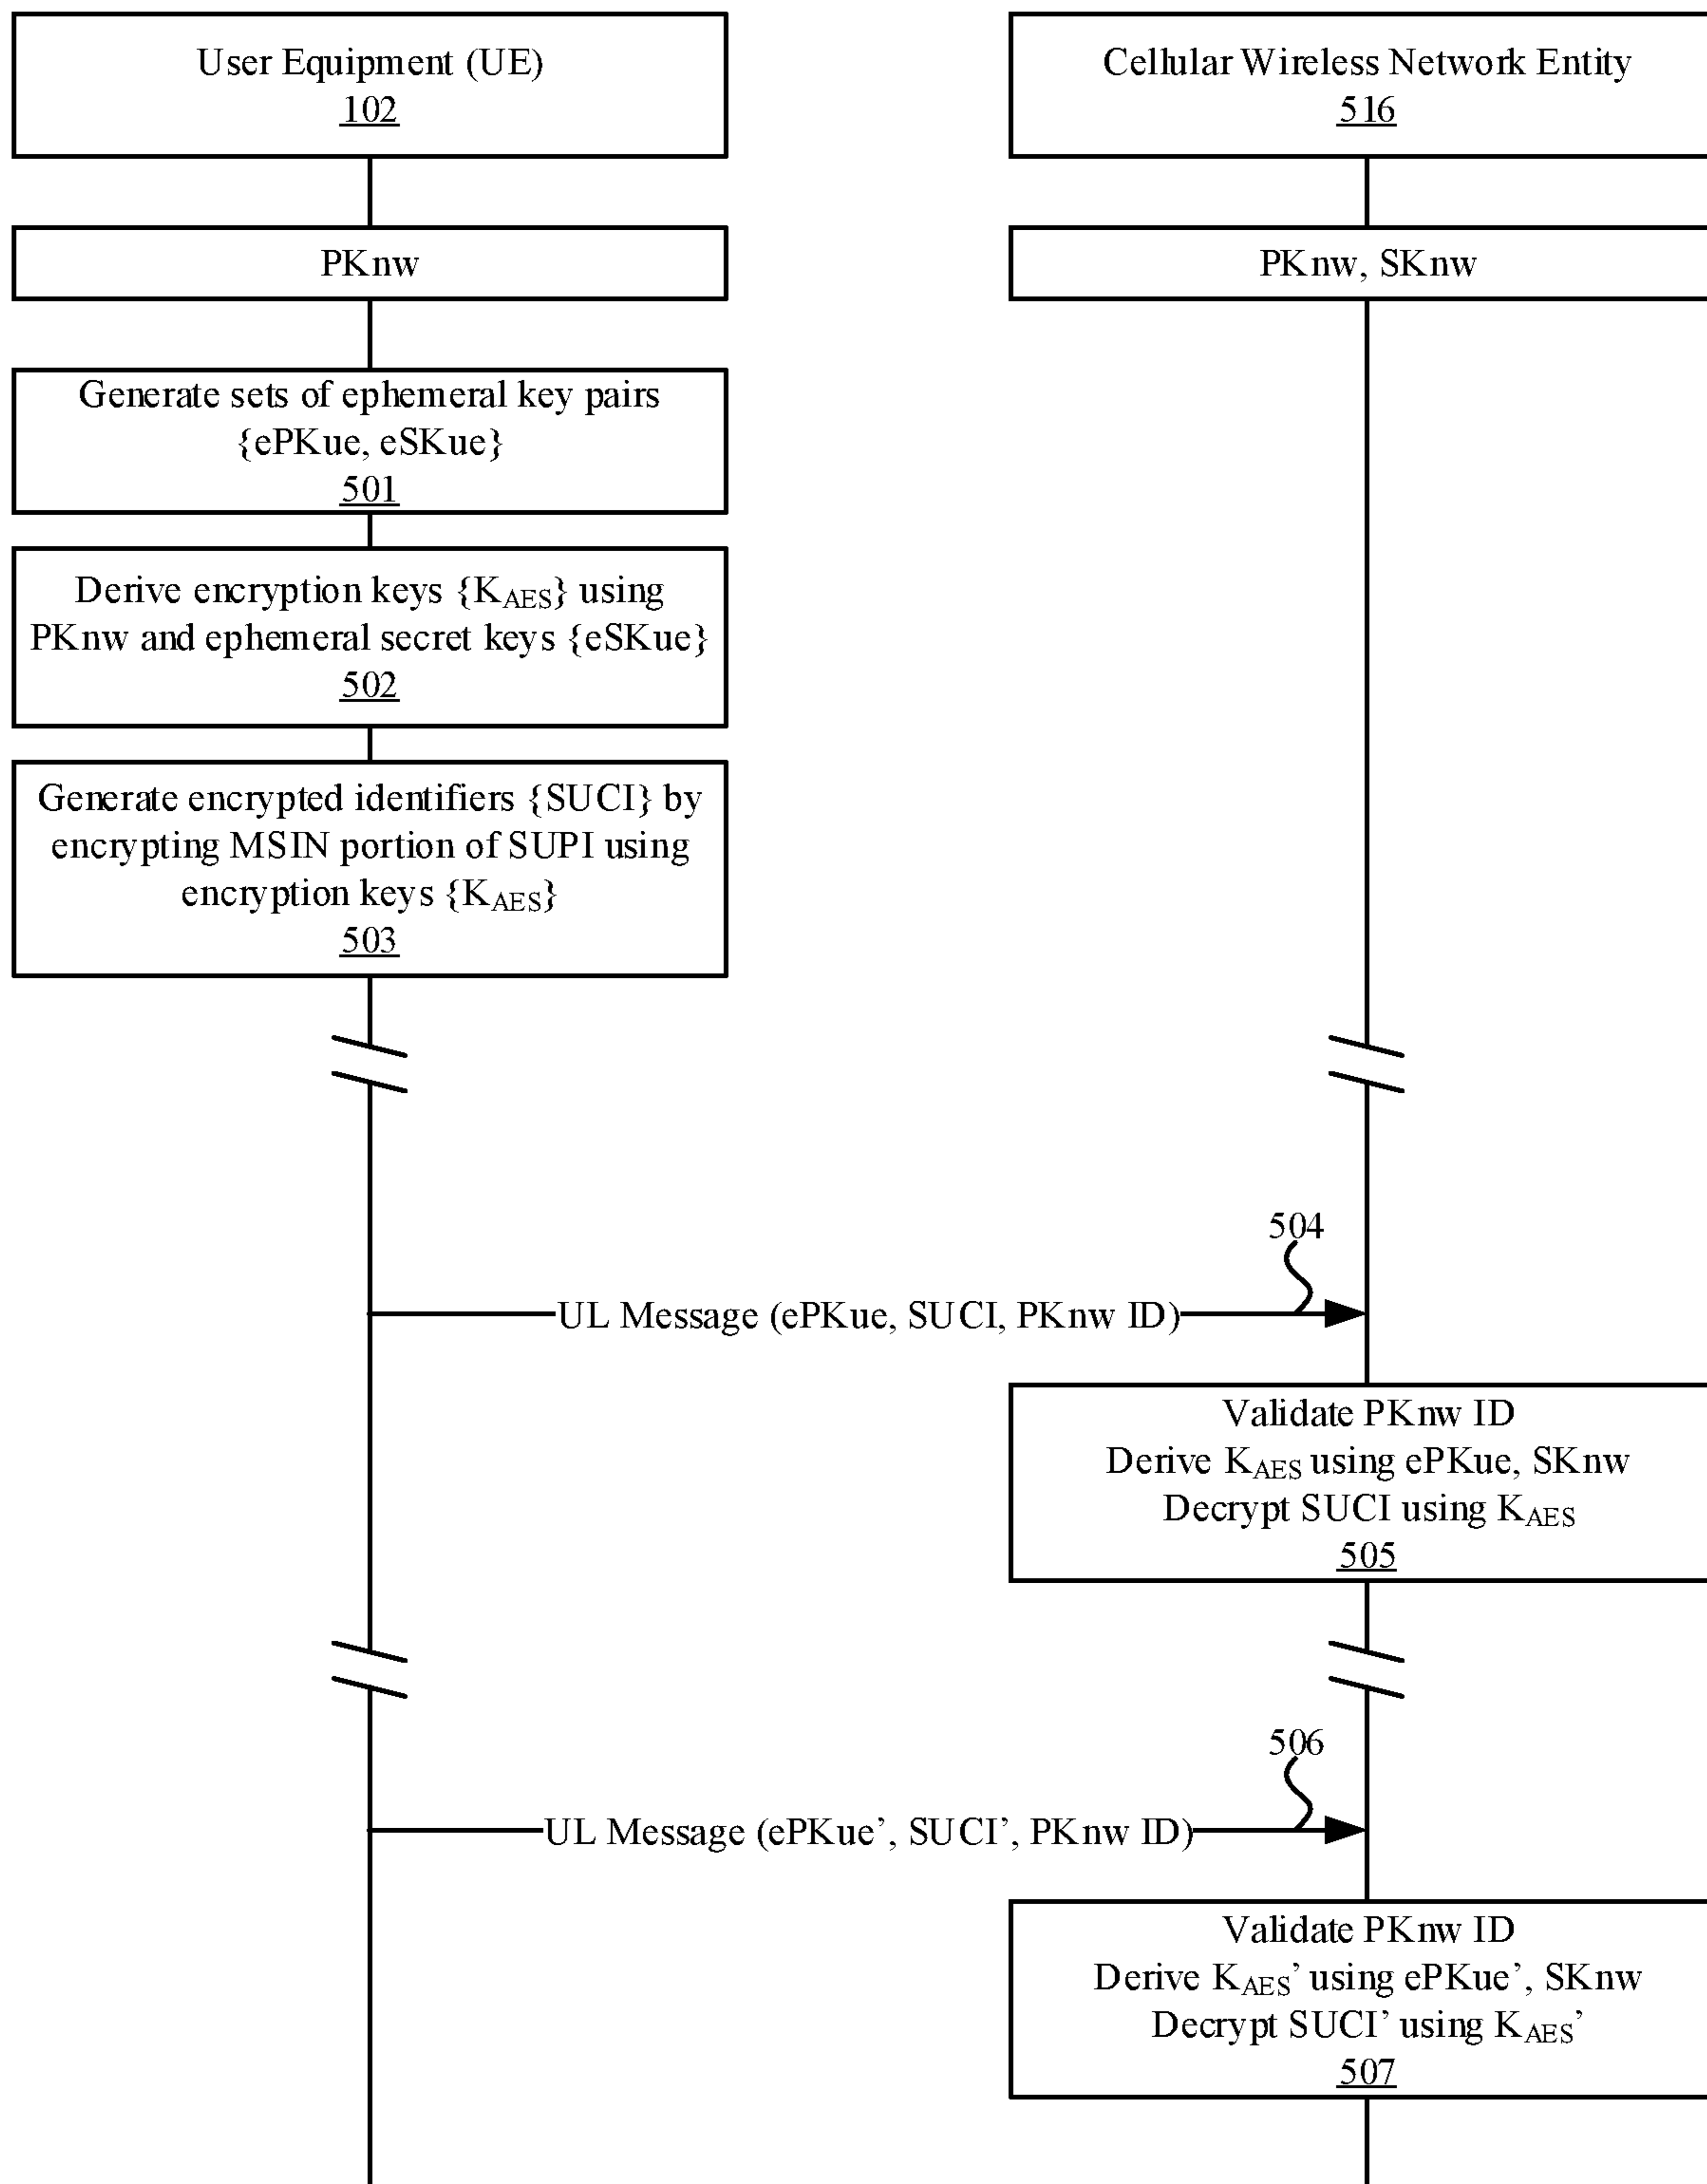 User Equipment (UE)
102
Cellular Wireless Network Entity
516
PKnw
PKnw, SKnw
Generate sets of ephemeral key pairs
{ePKue, eSKue}
501
Derive encryption keys {KAES} using
PKnw and ephemeral secret keys {eSKue}
502
Generate encrypted identifiers {SUCI} by
encrypting MSIN portion of SUPI using
encryption keys {KAES}
503
504
UL Message (ePKue, SUCI, PKnw ID)
Validate PKnw ID
Derive KAES using ePKue, SKnw
Decrypt SUCI using KAES
505
506
UL Message (ePKue’, SUCI’, PKnw ID)
Validate PKnw ID
Derive KAES’ using ePKue’, SKnw
Decrypt SUCI’ using KAES’
507